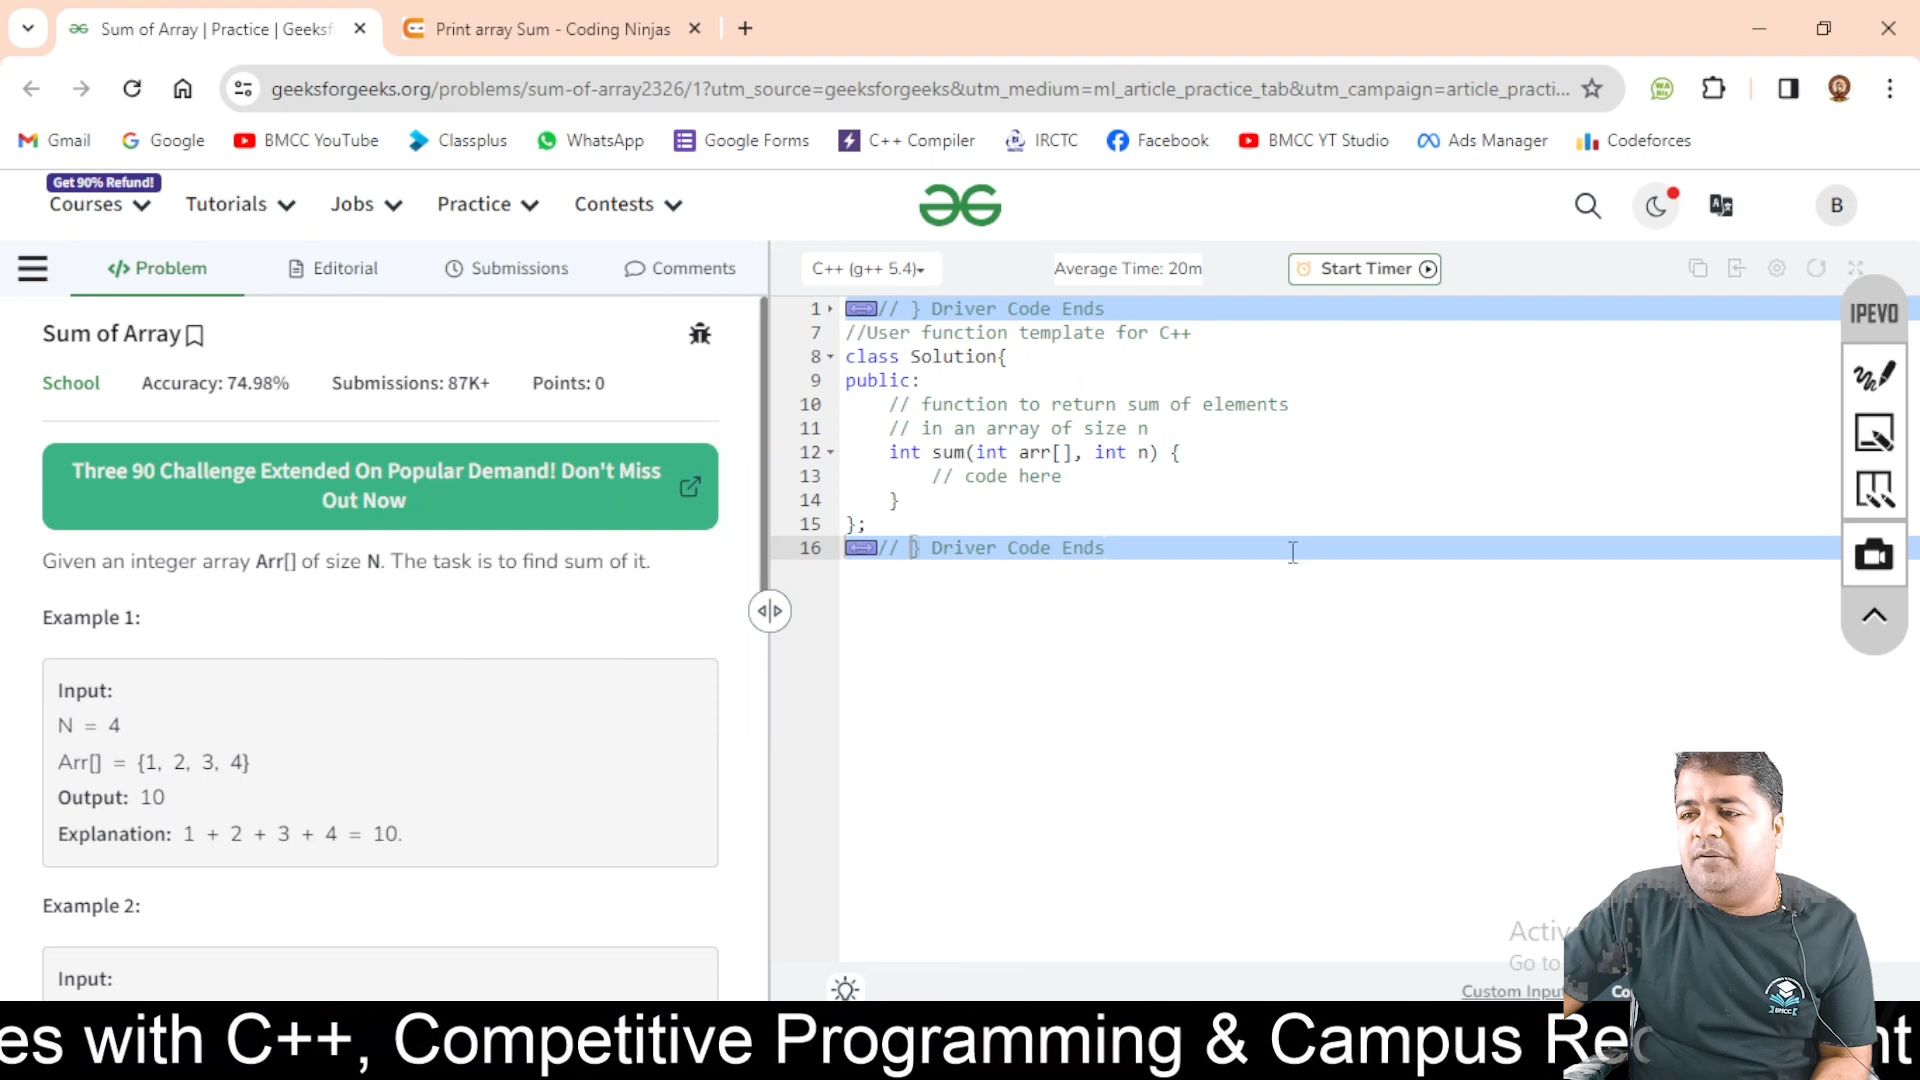 Sum of Array | Practice | Geeksf
Print array Sum - Coding Ninjas
geeksforgeeks.org/problems/sum-of-array2326/1?utm_source=geeksforgeeks&utm_medium=ml_article_practice_tab&utm_campaign=article_practi...
WA
Gmail
Google
BMCC YouTube
Classplus
WhatsApp
Google Forms
C++ Compiler
IRCTC
Facebook
BMCC YT Studio
Ads Manager
Codeforces
Get 90% Refund!
Courses
Tutorials
Jobs
Practice
Contests
B
</> Problem
Editorial
Submissions
Comments
C++ (g++ 5.4)
Average Time: 20m
Start Timer
IPEVO
Sum of Array
School
Accuracy: 74.98%
Submissions: 87K+
Points: 0
Three 90 Challenge Extended On Popular Demand! Don't Miss
Out Now
Given an integer array Arr[] of size N. The task is to find sum of it.
Example 1:
Input:
N = 4
Arr[] = {1, 2, 3, 4}
Output: 10
Explanation: 1 + 2 + 3 + 4 = 10.
Example 2:
Input:
1 // } Driver Code Ends
7 //User function template for C++
8 class Solution{
9 public:
10 // function to return sum of elements
11 // in an array of size n
12 int sum(int arr[], int n) {
13 // code here
14 }
15 };
16 // } Driver Code Ends
Activ
Go to
Custom Input
Co
BMCC
es with C++, Competitive Programming & Campus Rec nt